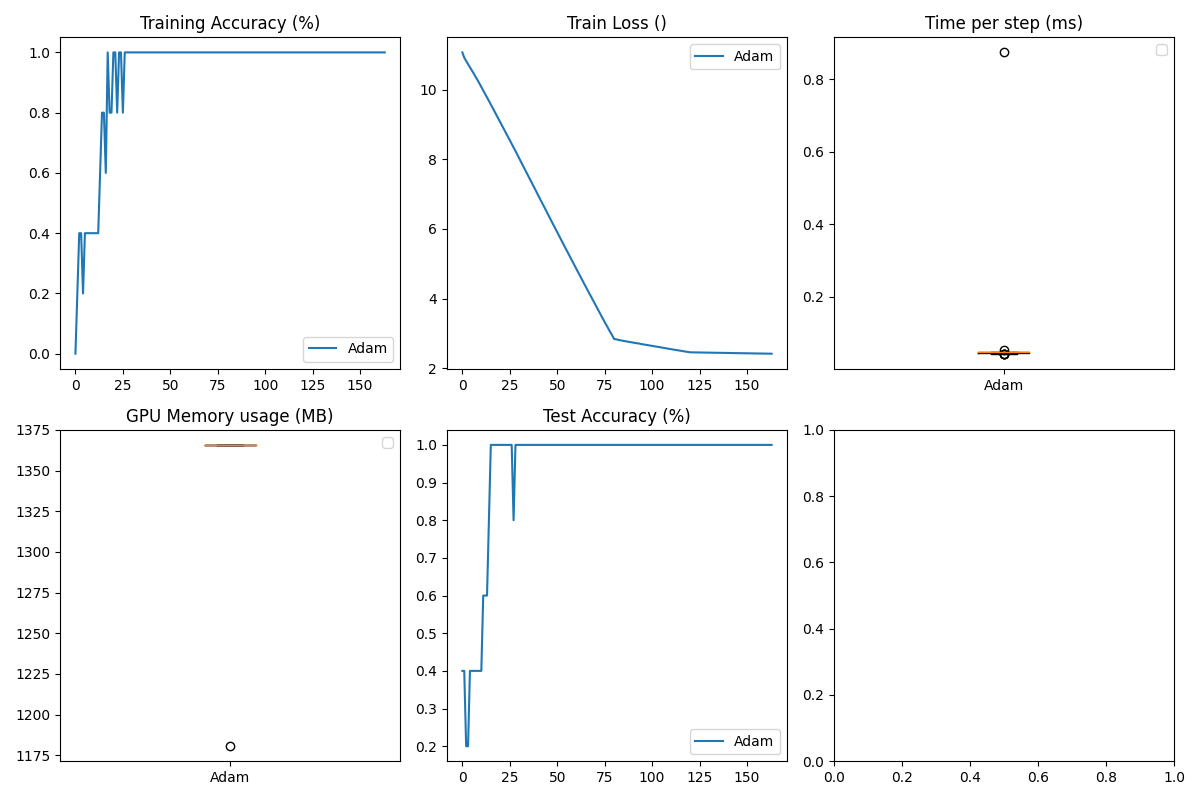 Training Accuracy (%)
1.0
0.8
0.6
0.4
0.2
0.0
Adam
0 25 50 75 100 125 150
Train Loss ()
Adam
10
8
6
4
2
0 25 50 75 100 125 150
Time per step (ms)
0.8
0.6
0.4
0.2
Adam
GPU Memory usage (MB)
1375
1350
1325
1300
1275
1250
1225
1200
1175
Adam
Test Accuracy (%)
1.0
0.9
0.8
0.7
0.6
0.5
0.4
0.3
0.2
Adam
0 25 50 75 100 125 150
1.0
0.8
0.6
0.4
0.2
0.0
0.0 0.2 0.4 0.6 0.8 1.0